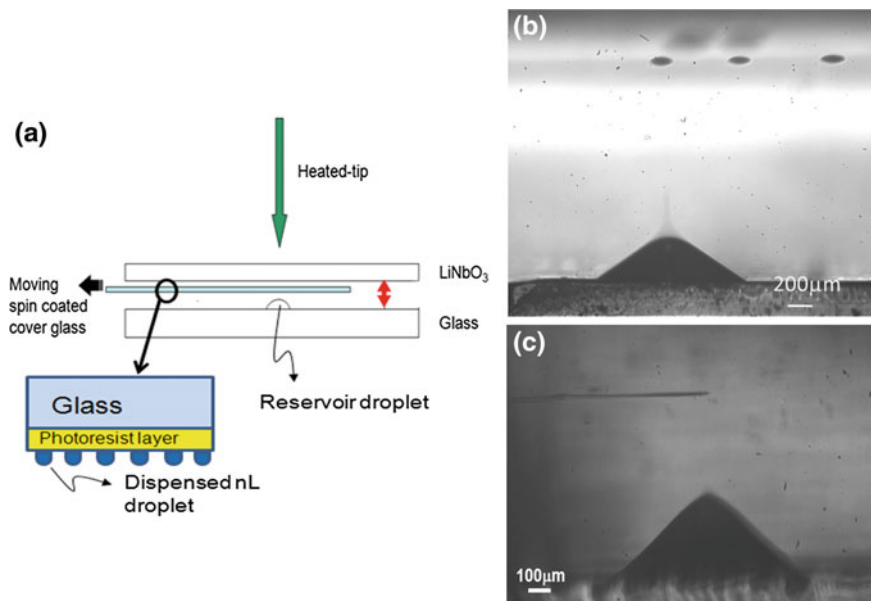 (a)
Heated-tip
LiNbO₃
Moving
spin coated
cover glass
Glass
Reservoir droplet
Glass
Photoresist layer
Dispensed nL
droplet
(b)
200µm
(c)
100µm